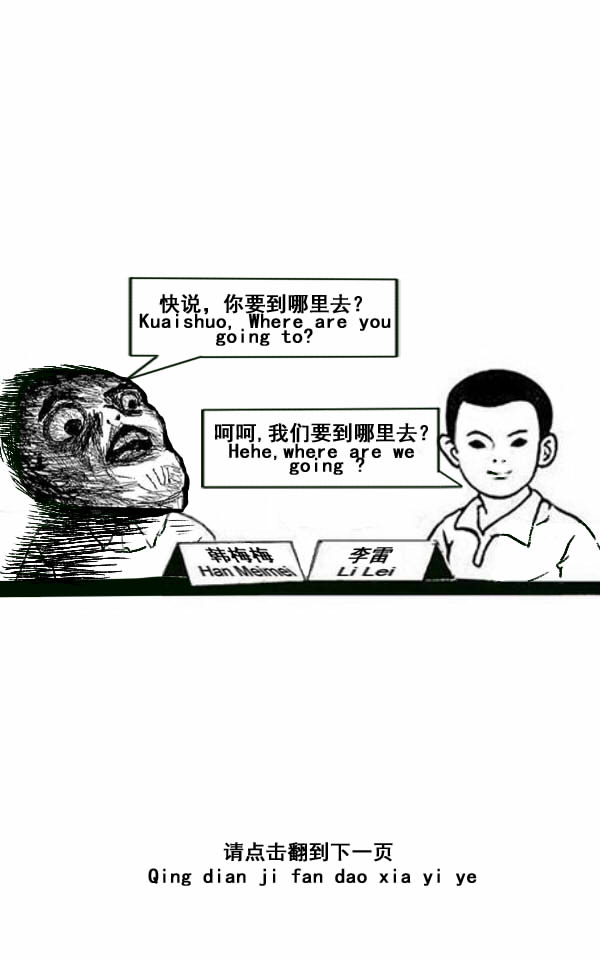 快说，你要到哪里去?
Kuaishuo, Where are you
going to?
呵呵,我们要到哪里去?
Hehe,where are we
going ?
韩梅梅
Han Meimei
李雷
Li Lei
请点击翻到下一页
Qing dian ji fan dao xia yi ye